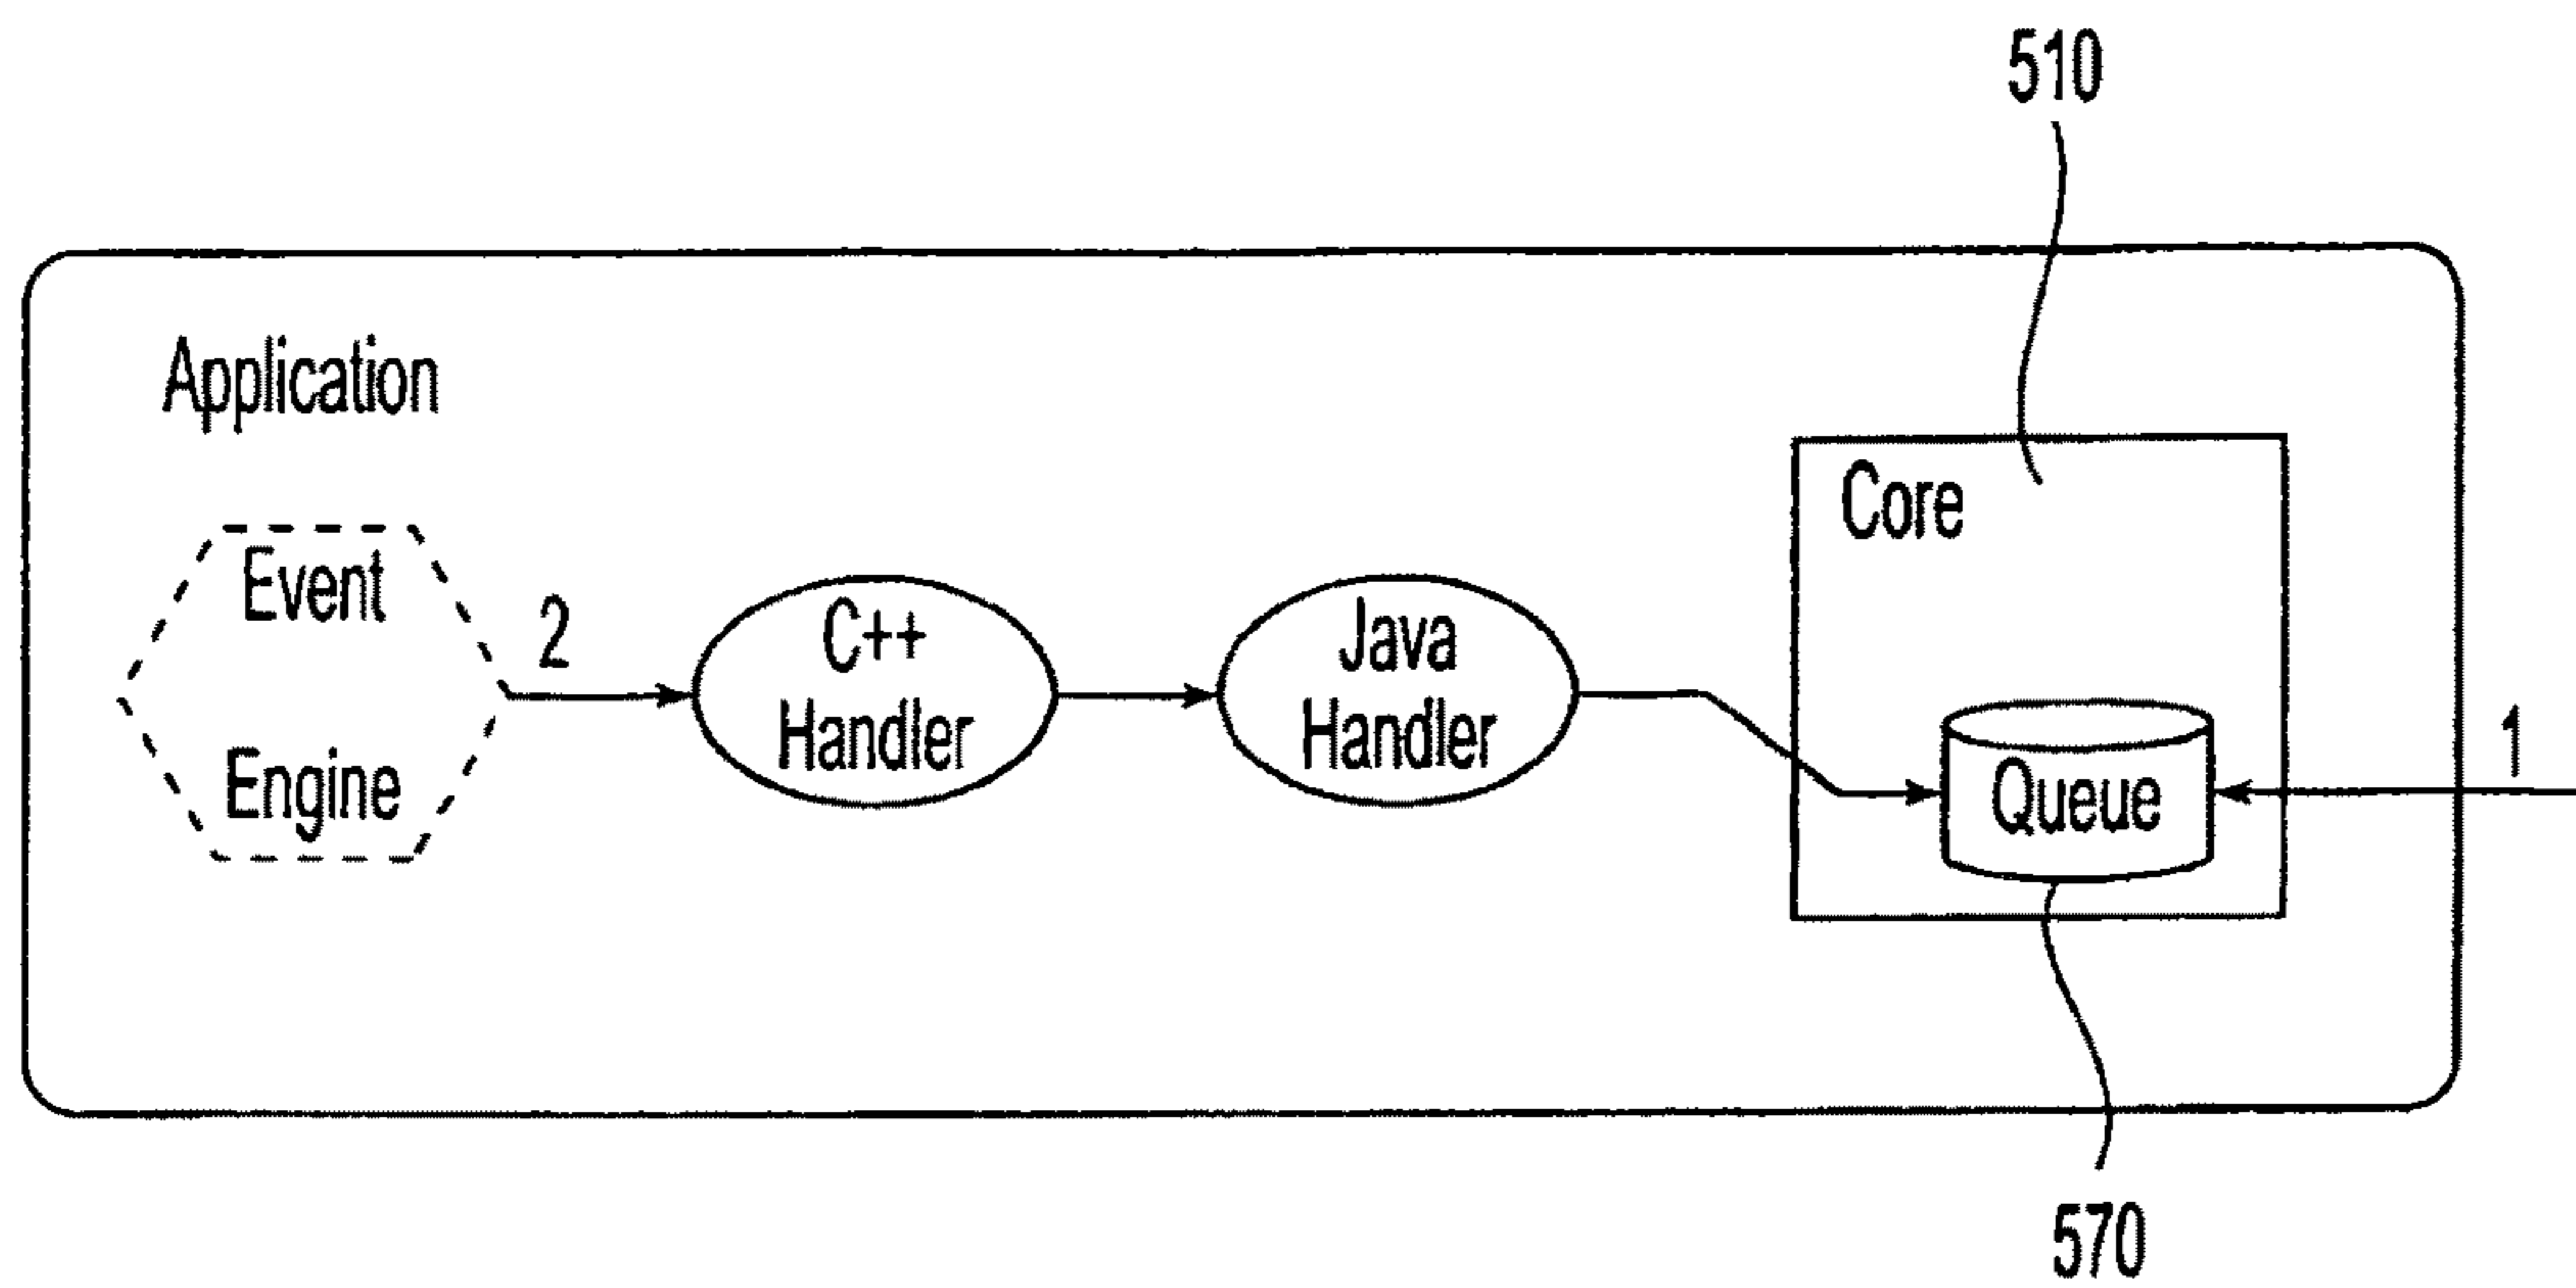 510
Application
Core
Event
Engine
2
C++
Handler
Java
Handler
Queue
1
570